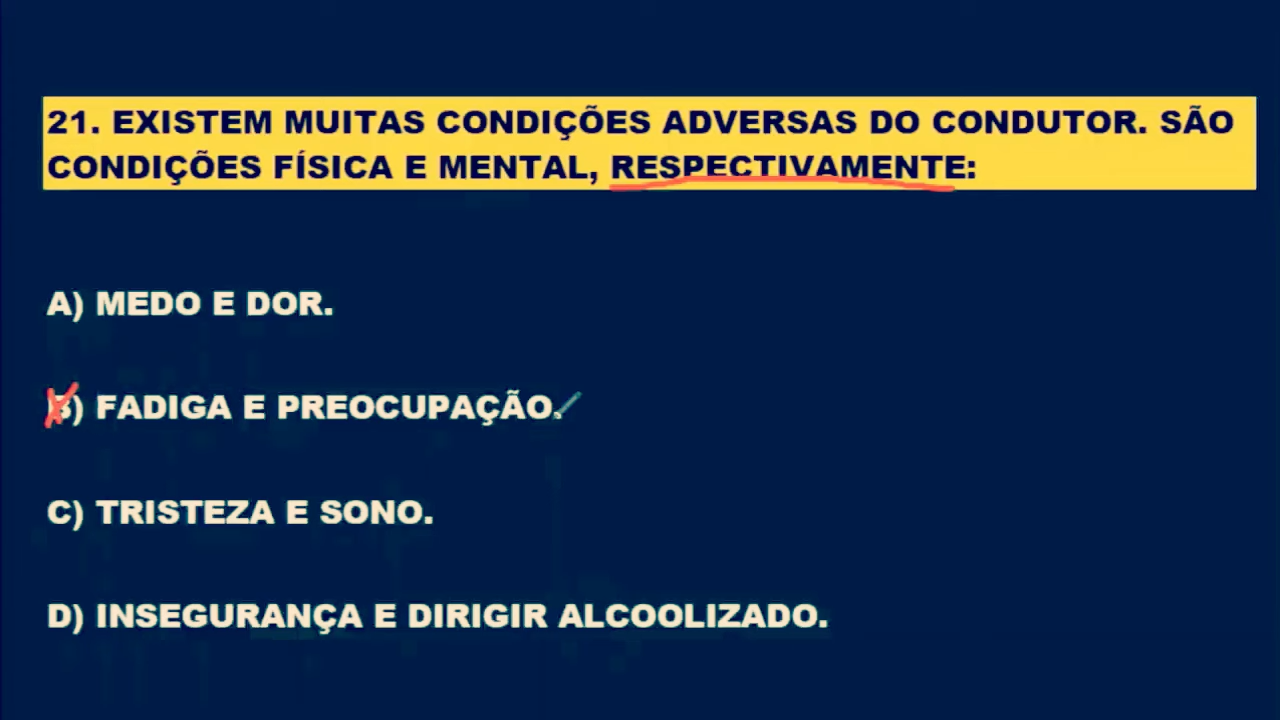 21. EXISTEM MUITAS CONDIÇÕES ADVERSAS DO CONDUTOR. SÃO
CONDIÇÕES FÍSICA E MENTAL, RESPECTIVAMENTE:
A) MEDO E DOR.
B) FADIGA E PREOCUPAÇÃO.
C) TRISTEZA E SONO.
D) INSEGURANÇA E DIRIGIR ALCOOLIZADO.